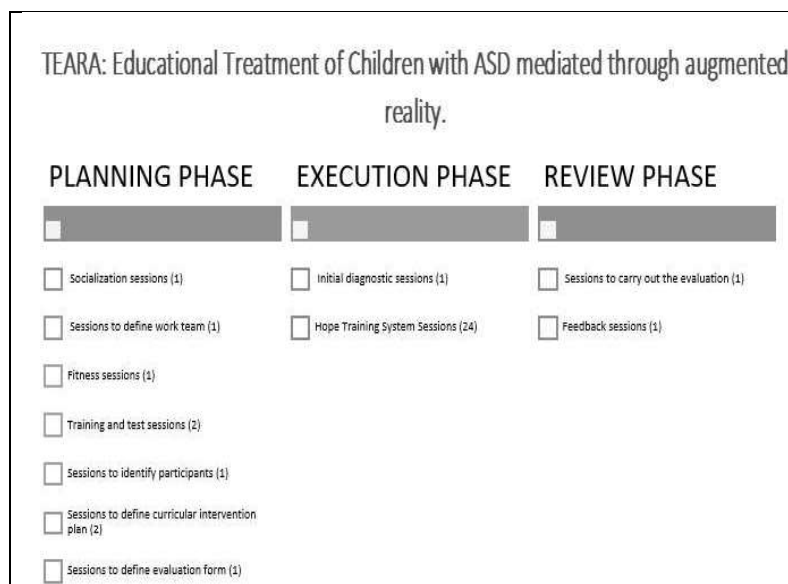 TEARA: Educational Treatment of Children with ASD mediated through augmented
reality.
PLANNING PHASE
Socialization sessions (1)
Sessions to define work team (1)
Fitness sessions (1)
Training and test sessions (2)
Sessions to identify participants (1)
Sessions to define curricular intervention
plan (2)
Sessions to define evaluation form (1)
EXECUTION PHASE
Initial diagnostic sessions (1)
Hope Training System Sessions (24)
REVIEW PHASE
Sessions to carry out the evaluation (1)
Feedback sessions (1)